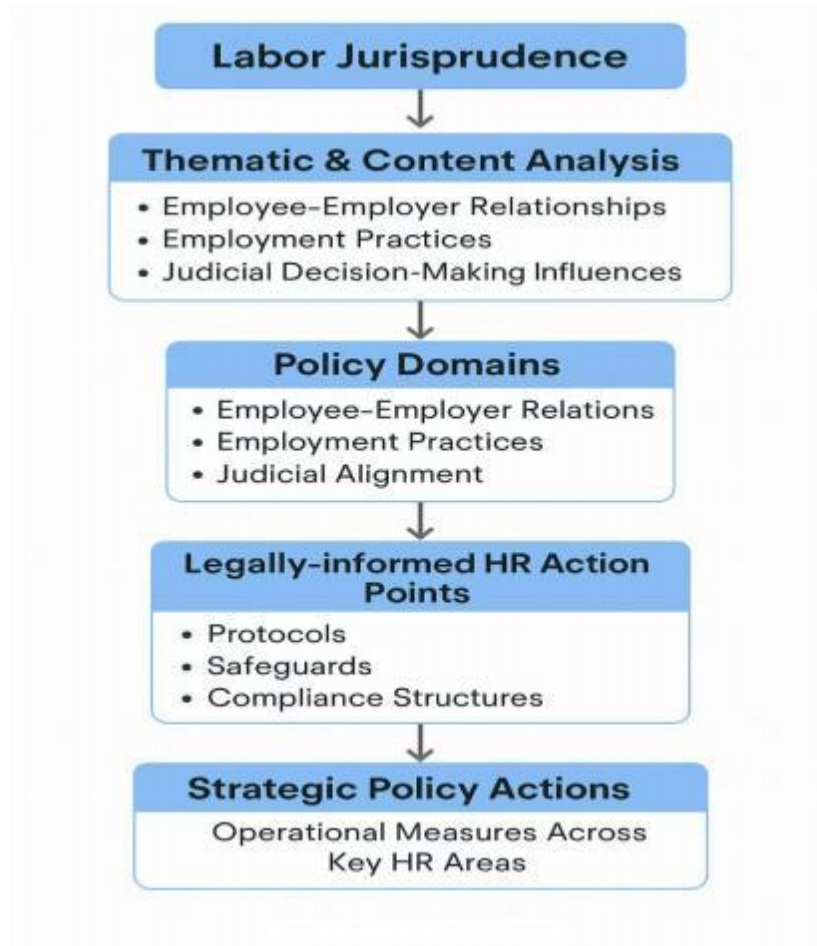 Labor Jurisprudence
Thematic & Content Analysis
• Employee-Employer Relationships
• Employment Practices
• Judicial Decision-Making Influences
Policy Domains
• Employee-Employer Relations
• Employment Practices
• Judicial Alignment
Legally-informed HR Action
Points
• Protocols
• Safeguards
• Compliance Structures
Strategic Policy Actions
Operational Measures Across
Key HR Areas